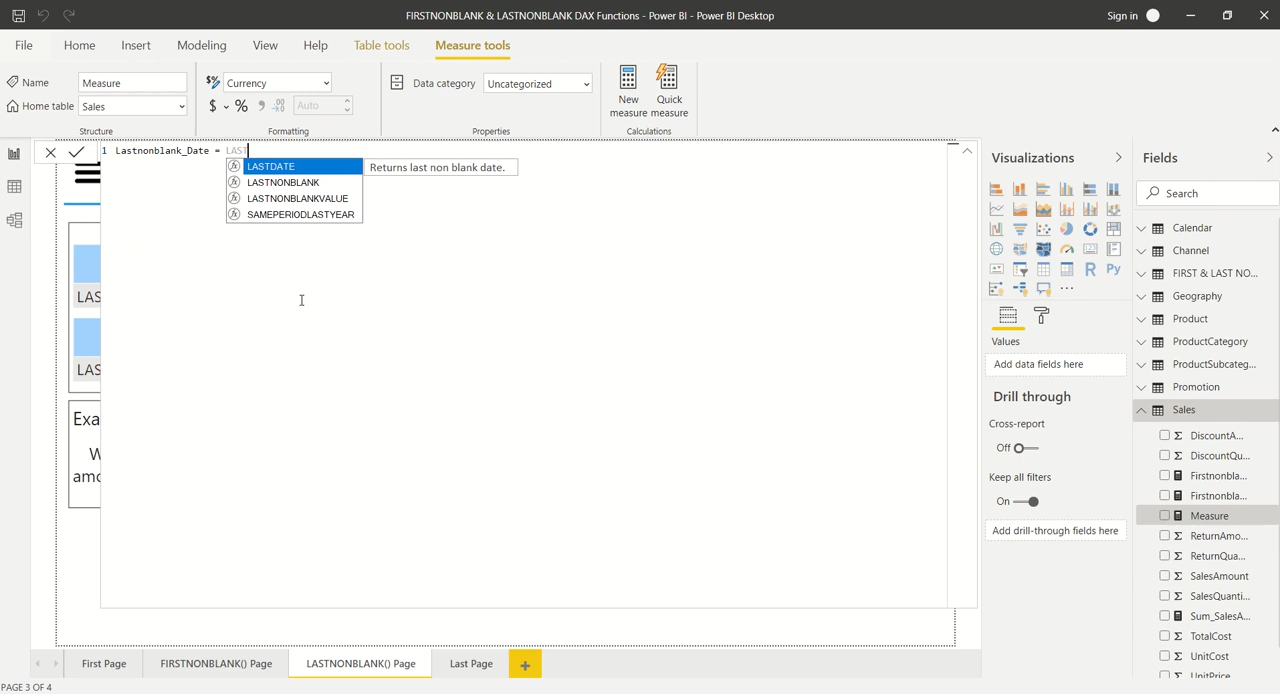 FIRSTNONBLANK & LASTNONBLANK DAX Functions - Power BI - Power BI Desktop
Sign in
File Home Insert Modeling View Help Table tools Measure tools
Name Measure
Home table Sales
Structure
$% Currency
$ % Auto
Formatting
Data category Uncategorized
Properties
New measure
Quick measure
Calculations
1 Lastnonblank_Date = LAST
LASTDATE
Returns last non blank date.
LASTNONBLANK
LASTNONBLANKVALUE
SAMEPERIODLASTYEAR
LAS
LAS
Exa
W
amo
Visualizations
R Py
Values
Add data fields here
Drill through
Cross-report
Off
Keep all filters
On
Add drill-through fields here
Fields
Search
Calendar
Channel
FIRST & LAST NO...
Geography
Product
ProductCategory
ProductSubcateg...
Promotion
Sales
DiscountA...
DiscountQu...
Firstnonbla...
Firstnonbla...
Measure
ReturnAmo...
ReturnQua...
SalesAmount
SalesQuanti...
Sum_SalesA...
TotalCost
UnitCost
UnitPrice
First Page FIRSTNONBLANK() Page LASTNONBLANK() Page Last Page
PAGE 3 OF 4